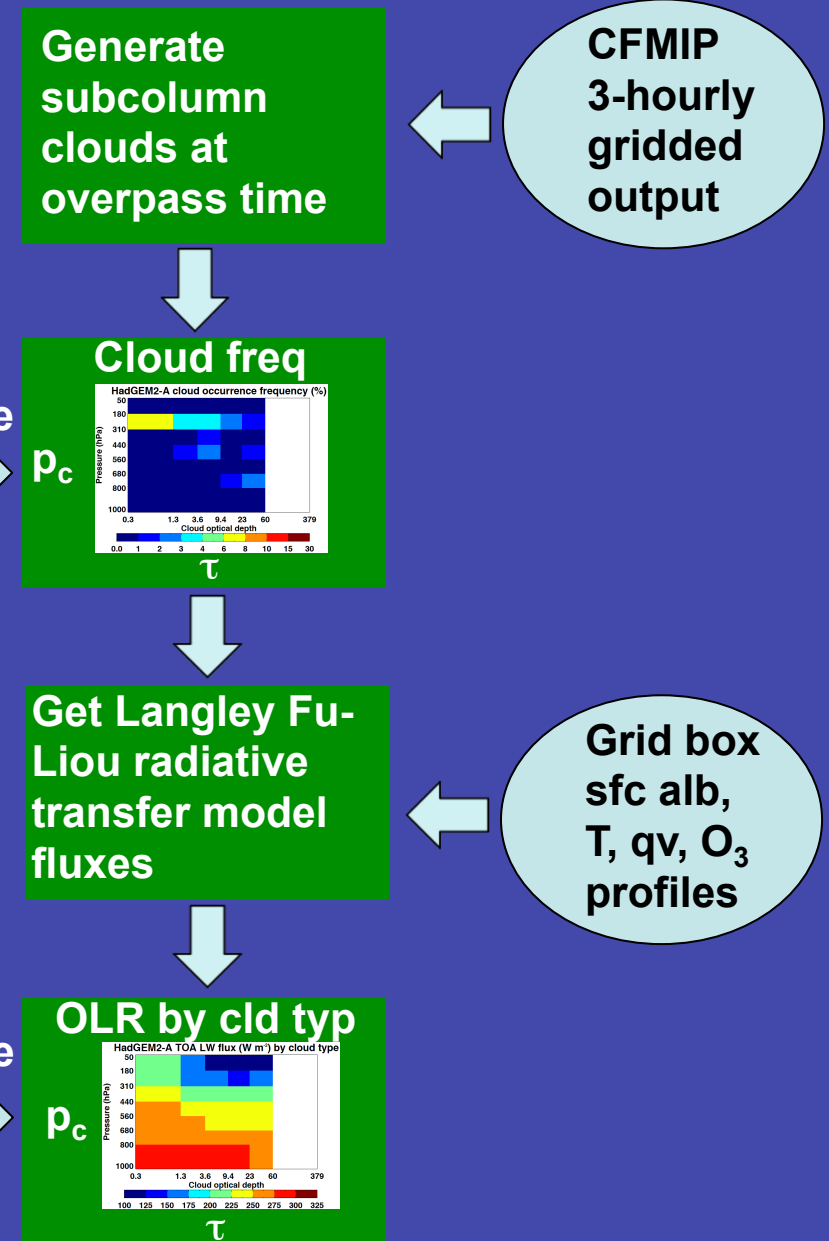 Generate
subcolumn
clouds at
overpass time
CFMIP
3-hourly
gridded
output
Cloud freq
HadGEM2-A cloud occurrence frequency (%)
50
180
310
440
560
680
800
1000
Pressure (hPa)
0.3 1.3 3.6 9.4 23 60 379
Cloud optical depth
0.0 1 2 3 4 6 8 10 15 30
e
pc
τ
Get Langley Fu-
Liou radiative
transfer model
fluxes
Grid box
sfc alb,
T, qv, O3
profiles
OLR by cld typ
HadGEM2-A TOA LW flux (W m-2) by cloud type
50
180
310
440
560
680
800
1000
Pressure (hPa)
0.3 1.3 3.6 9.4 23 60 379
Cloud optical depth
100 125 150 175 200 225 250 275 300 325
e
pc
τ